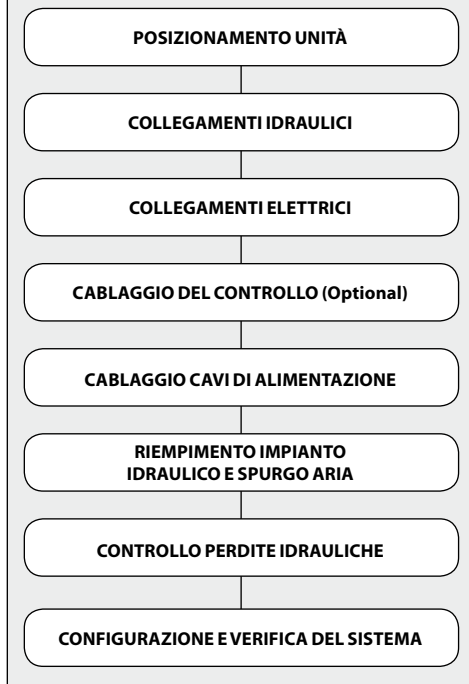 POSIZIONAMENTO UNITÀ
COLLEGAMENTI IDRAULICI
COLLEGAMENTI ELETTRICI
CABLAGGIO DEL CONTROLLO (Optional)
CABLAGGIO CAVI DI ALIMENTAZIONE
RIEMPIMENTO IMPIANTO
IDRAULICO E SPURGO ARIA
CONTROLLO PERDITE IDRAULICHE
CONFIGURAZIONE E VERIFICA DEL SISTEMA